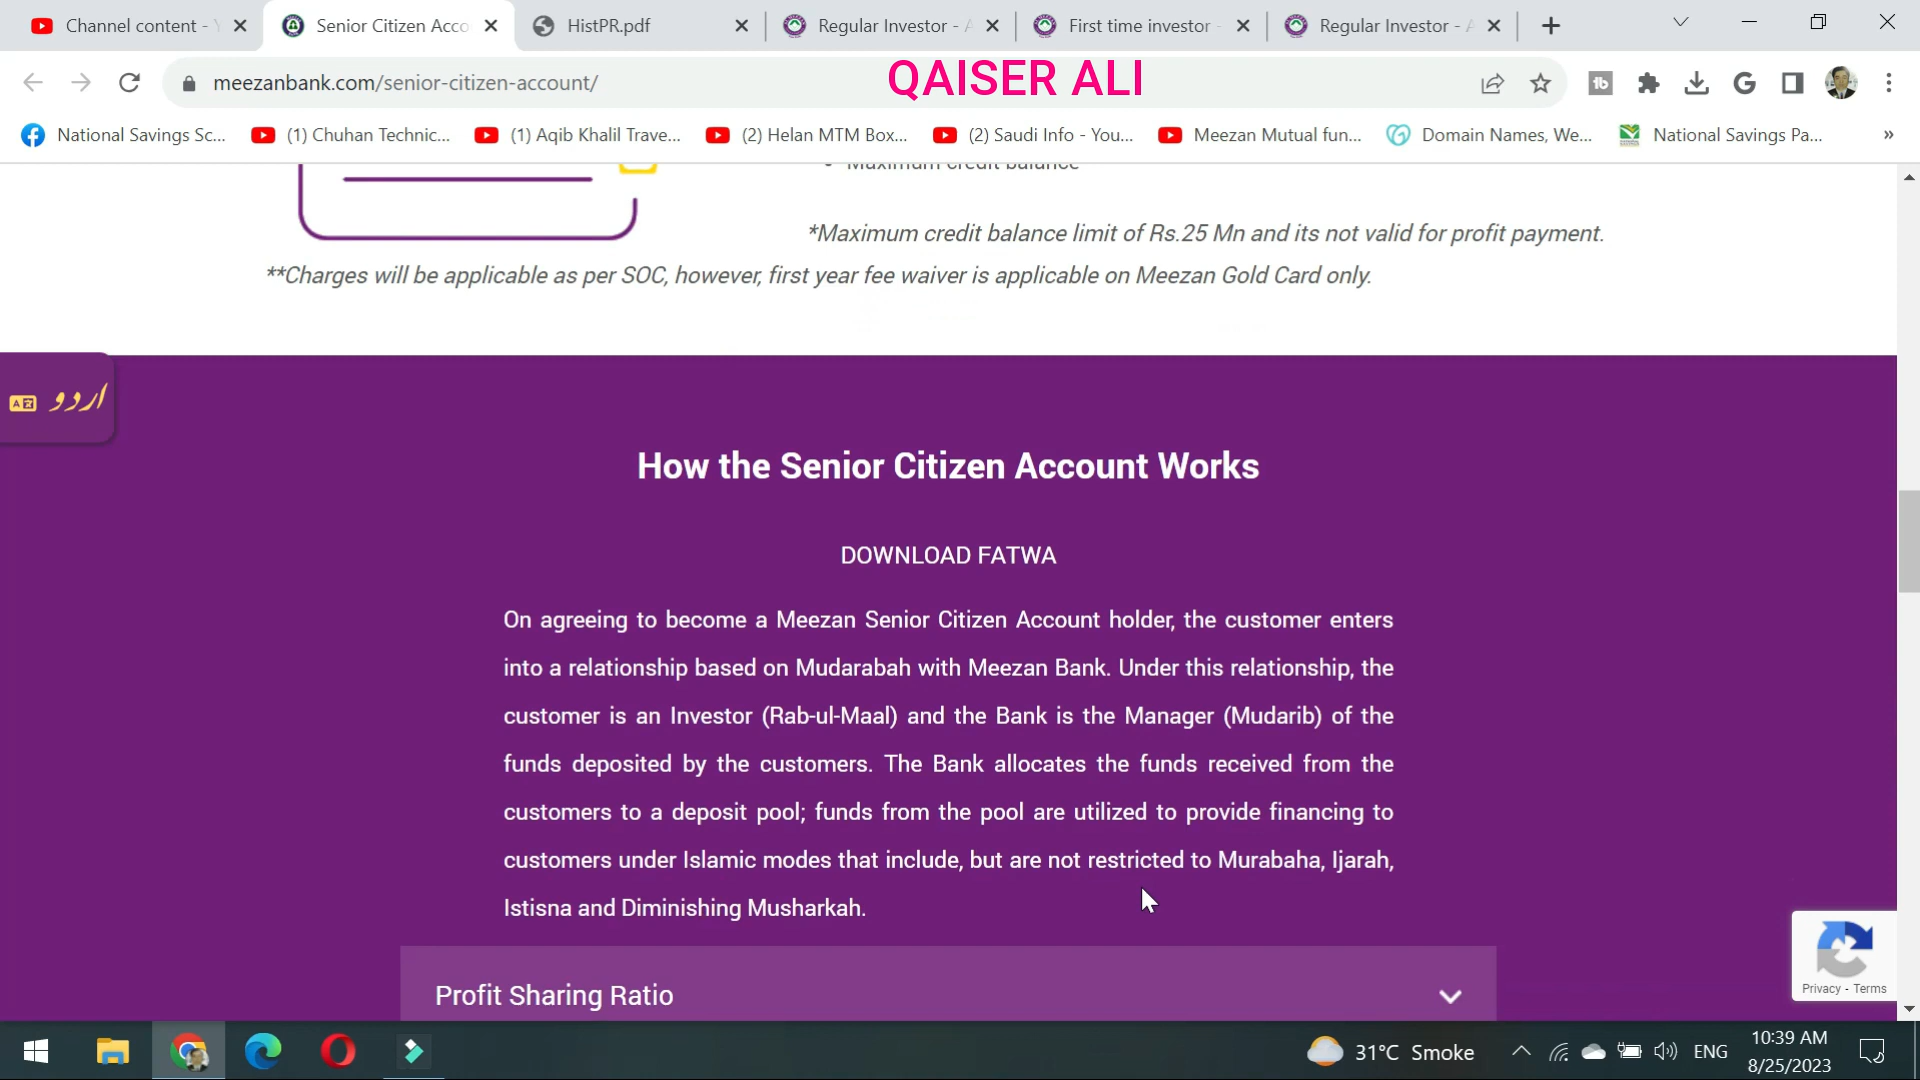 Channel content - Y
Senior Citizen Acco
HistPR.pdf
Regular Investor - A
First time investor -
Regular Investor - A
meezanbank.com/senior-citizen-account/
QAISER ALI
National Savings Sc...
(1) Chuhan Technic...
(1) Aqib Khalil Trave...
(2) Helan MTM Box...
(2) Saudi Info - You...
Meezan Mutual fun...
Domain Names, We...
National Savings Pa...
»
• Maximum credit balance
*Maximum credit balance limit of Rs.25 Mn and its not valid for profit payment.
**Charges will be applicable as per SOC, however, first year fee waiver is applicable on Meezan Gold Card only.
اردو
How the Senior Citizen Account Works
DOWNLOAD FATWA
On agreeing to become a Meezan Senior Citizen Account holder, the customer enters
into a relationship based on Mudarabah with Meezan Bank. Under this relationship, the
customer is an Investor (Rab-ul-Maal) and the Bank is the Manager (Mudarib) of the
funds deposited by the customers. The Bank allocates the funds received from the
customers to a deposit pool; funds from the pool are utilized to provide financing to
customers under Islamic modes that include, but are not restricted to Murabaha, Ijarah,
Istisna and Diminishing Musharkah.
Profit Sharing Ratio
Privacy - Terms
31°C Smoke
ENG
10:39 AM
8/25/2023